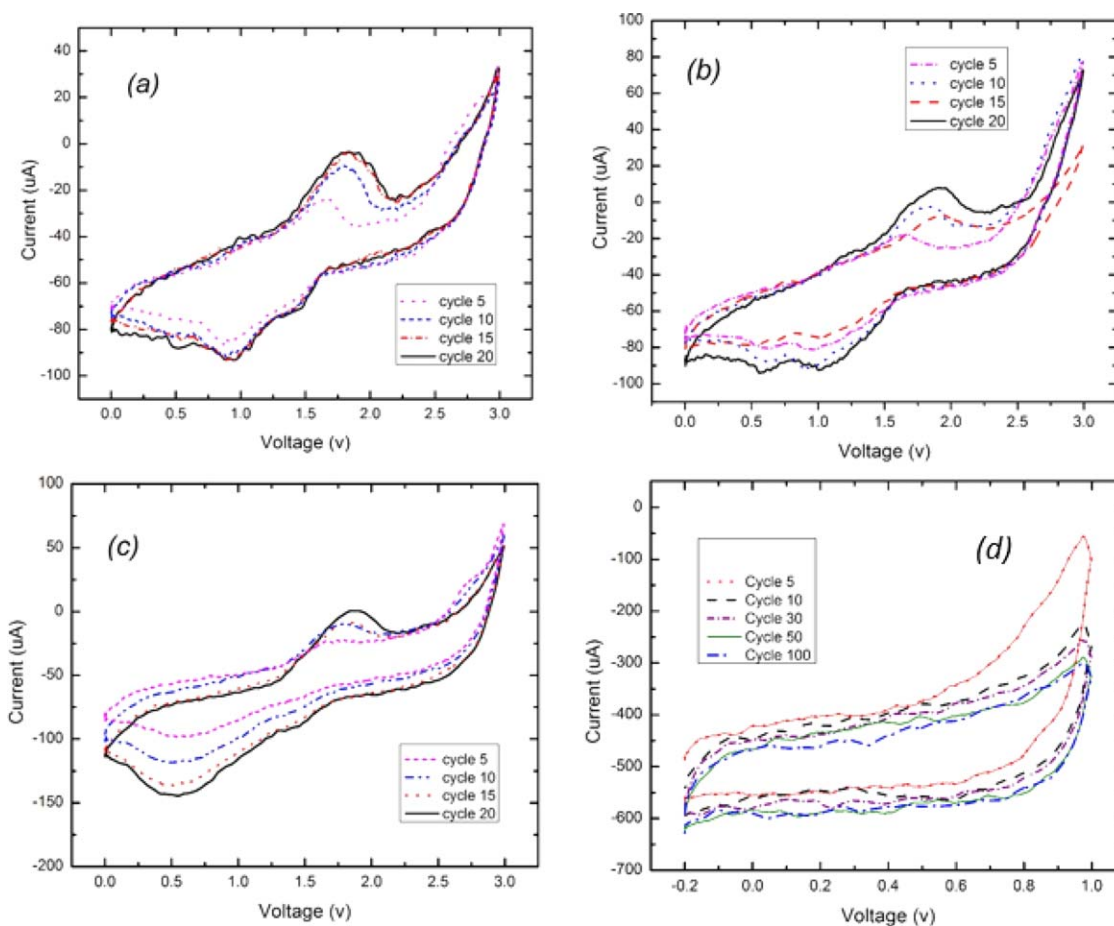 (a)
40
20
0
-20
-40
-60
-80
-100
Current (uA)
cycle 5
cycle 10
cycle 15
cycle 20
0.0 0.5 1.0 1.5 2.0 2.5 3.0
Voltage (v)
(b)
100
80
60
40
20
0
-20
-40
-60
-80
-100
Current (uA)
cycle 5
cycle 10
cycle 15
cycle 20
0.0 0.5 1.0 1.5 2.0 2.5 3.0
Voltage (v)
(c)
100
50
0
-50
-100
-150
-200
Current (uA)
cycle 5
cycle 10
cycle 15
cycle 20
0.0 0.5 1.0 1.5 2.0 2.5 3.0
Voltage (v)
(d)
0
-100
-200
-300
-400
-500
-600
-700
Current (uA)
Cycle 5
Cycle 10
Cycle 30
Cycle 50
Cycle 100
-0.2 0.0 0.2 0.4 0.6 0.8 1.0
Voltage (v)